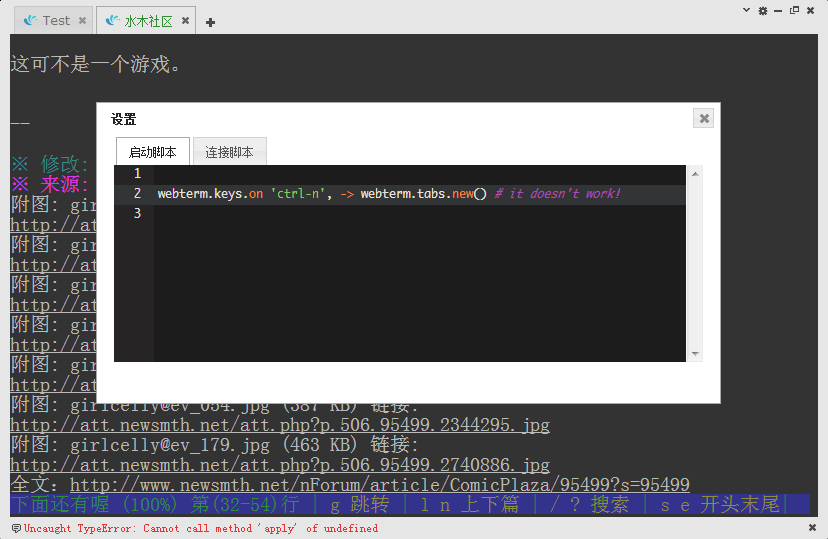 Test
水木社区
这可不是一个游戏。
--
设置
启动脚本 连接脚本
1
2 webterm.keys.on 'ctrl-n', -> webterm.tabs.new() # it doesn't work!
3
※ 修改:
※ 来源:
附图: gir
http://at
附图: gir
http://at
附图: gir
http://at
附图: gir
http://at
附图: gir
http://at
附图: girlcelly@ev_054.jpg (387 KB) 链接:
http://att.newsmth.net/att.php?p.506.95499.2344295.jpg
附图: girlcelly@ev_179.jpg (463 KB) 链接:
http://att.newsmth.net/att.php?p.506.95499.2740886.jpg
全文: http://www.newsmth.net/nForum/article/ComicPlaza/95499?s=95499
下面还有喔 (100%) 第(32-54)行 | g 跳转 | l n 上下篇 | / ? 搜索 | s e 开头末尾|
Uncaught TypeError: Cannot call method 'apply' of undefined